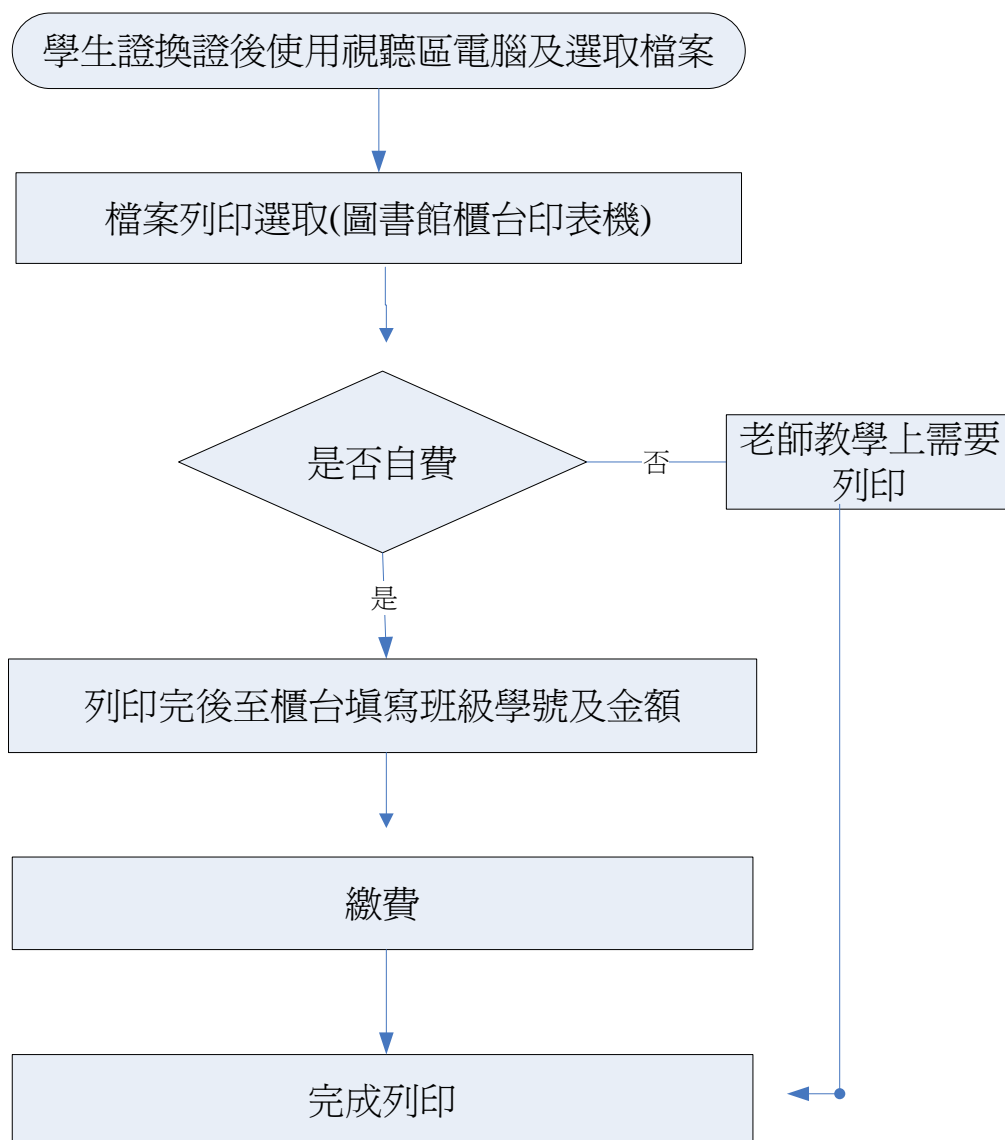 學生證換證後使用視聽區電腦及選取檔案
檔案列印選取(圖書館櫃台印表機)
是否自費
否
老師教學上需要
列印
是
列印完後至櫃台填寫班級學號及金額
繳費
完成列印